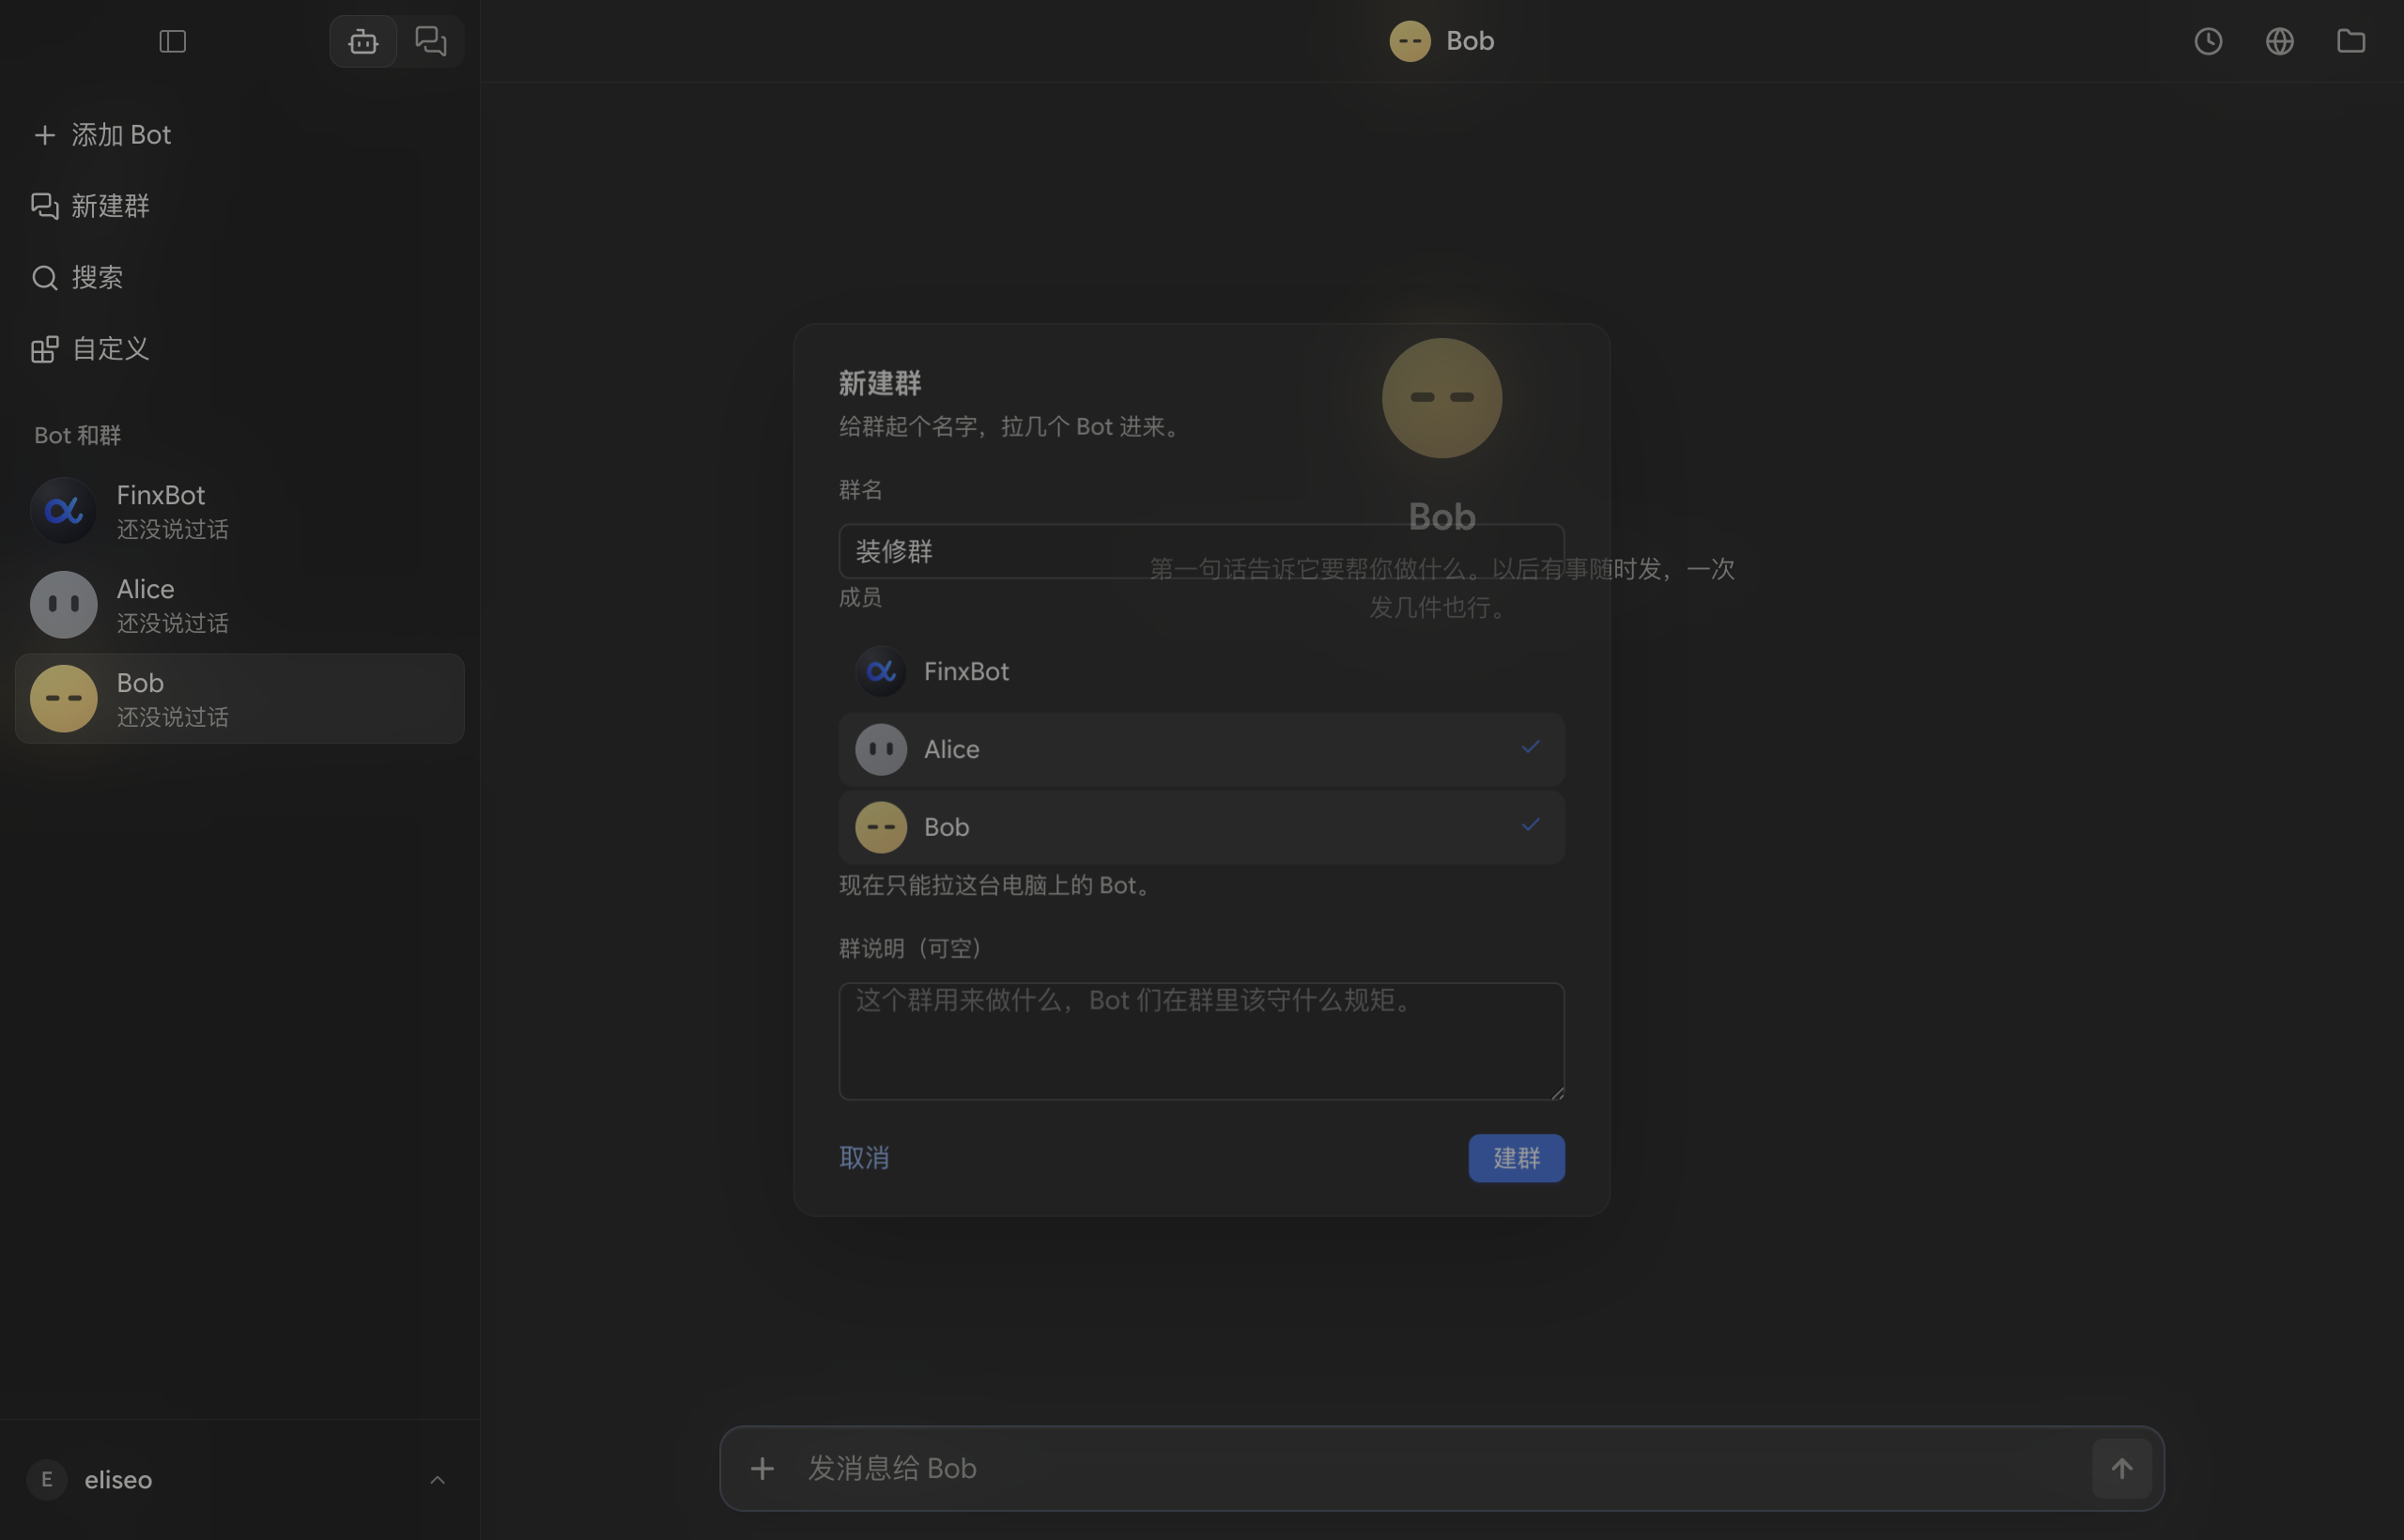 Bob
添加 Bot
新建群
搜索
自定义
Bot 和群
FinxBot
还没说过话
Alice
还没说过话
Bob
还没说过话
E
eliseo
新建群
给群起个名字，拉几个 Bot 进来。
群名
装修群
Bob
第一句话告诉它要帮你做什么。以后有事随时发，一次
发几件也行。
成员
FinxBot
Alice
Bob
现在只能拉这台电脑上的 Bot。
群说明（可空）
这个群用来做什么，Bot 们在群里该守什么规矩。
取消
建群
发消息给 Bob